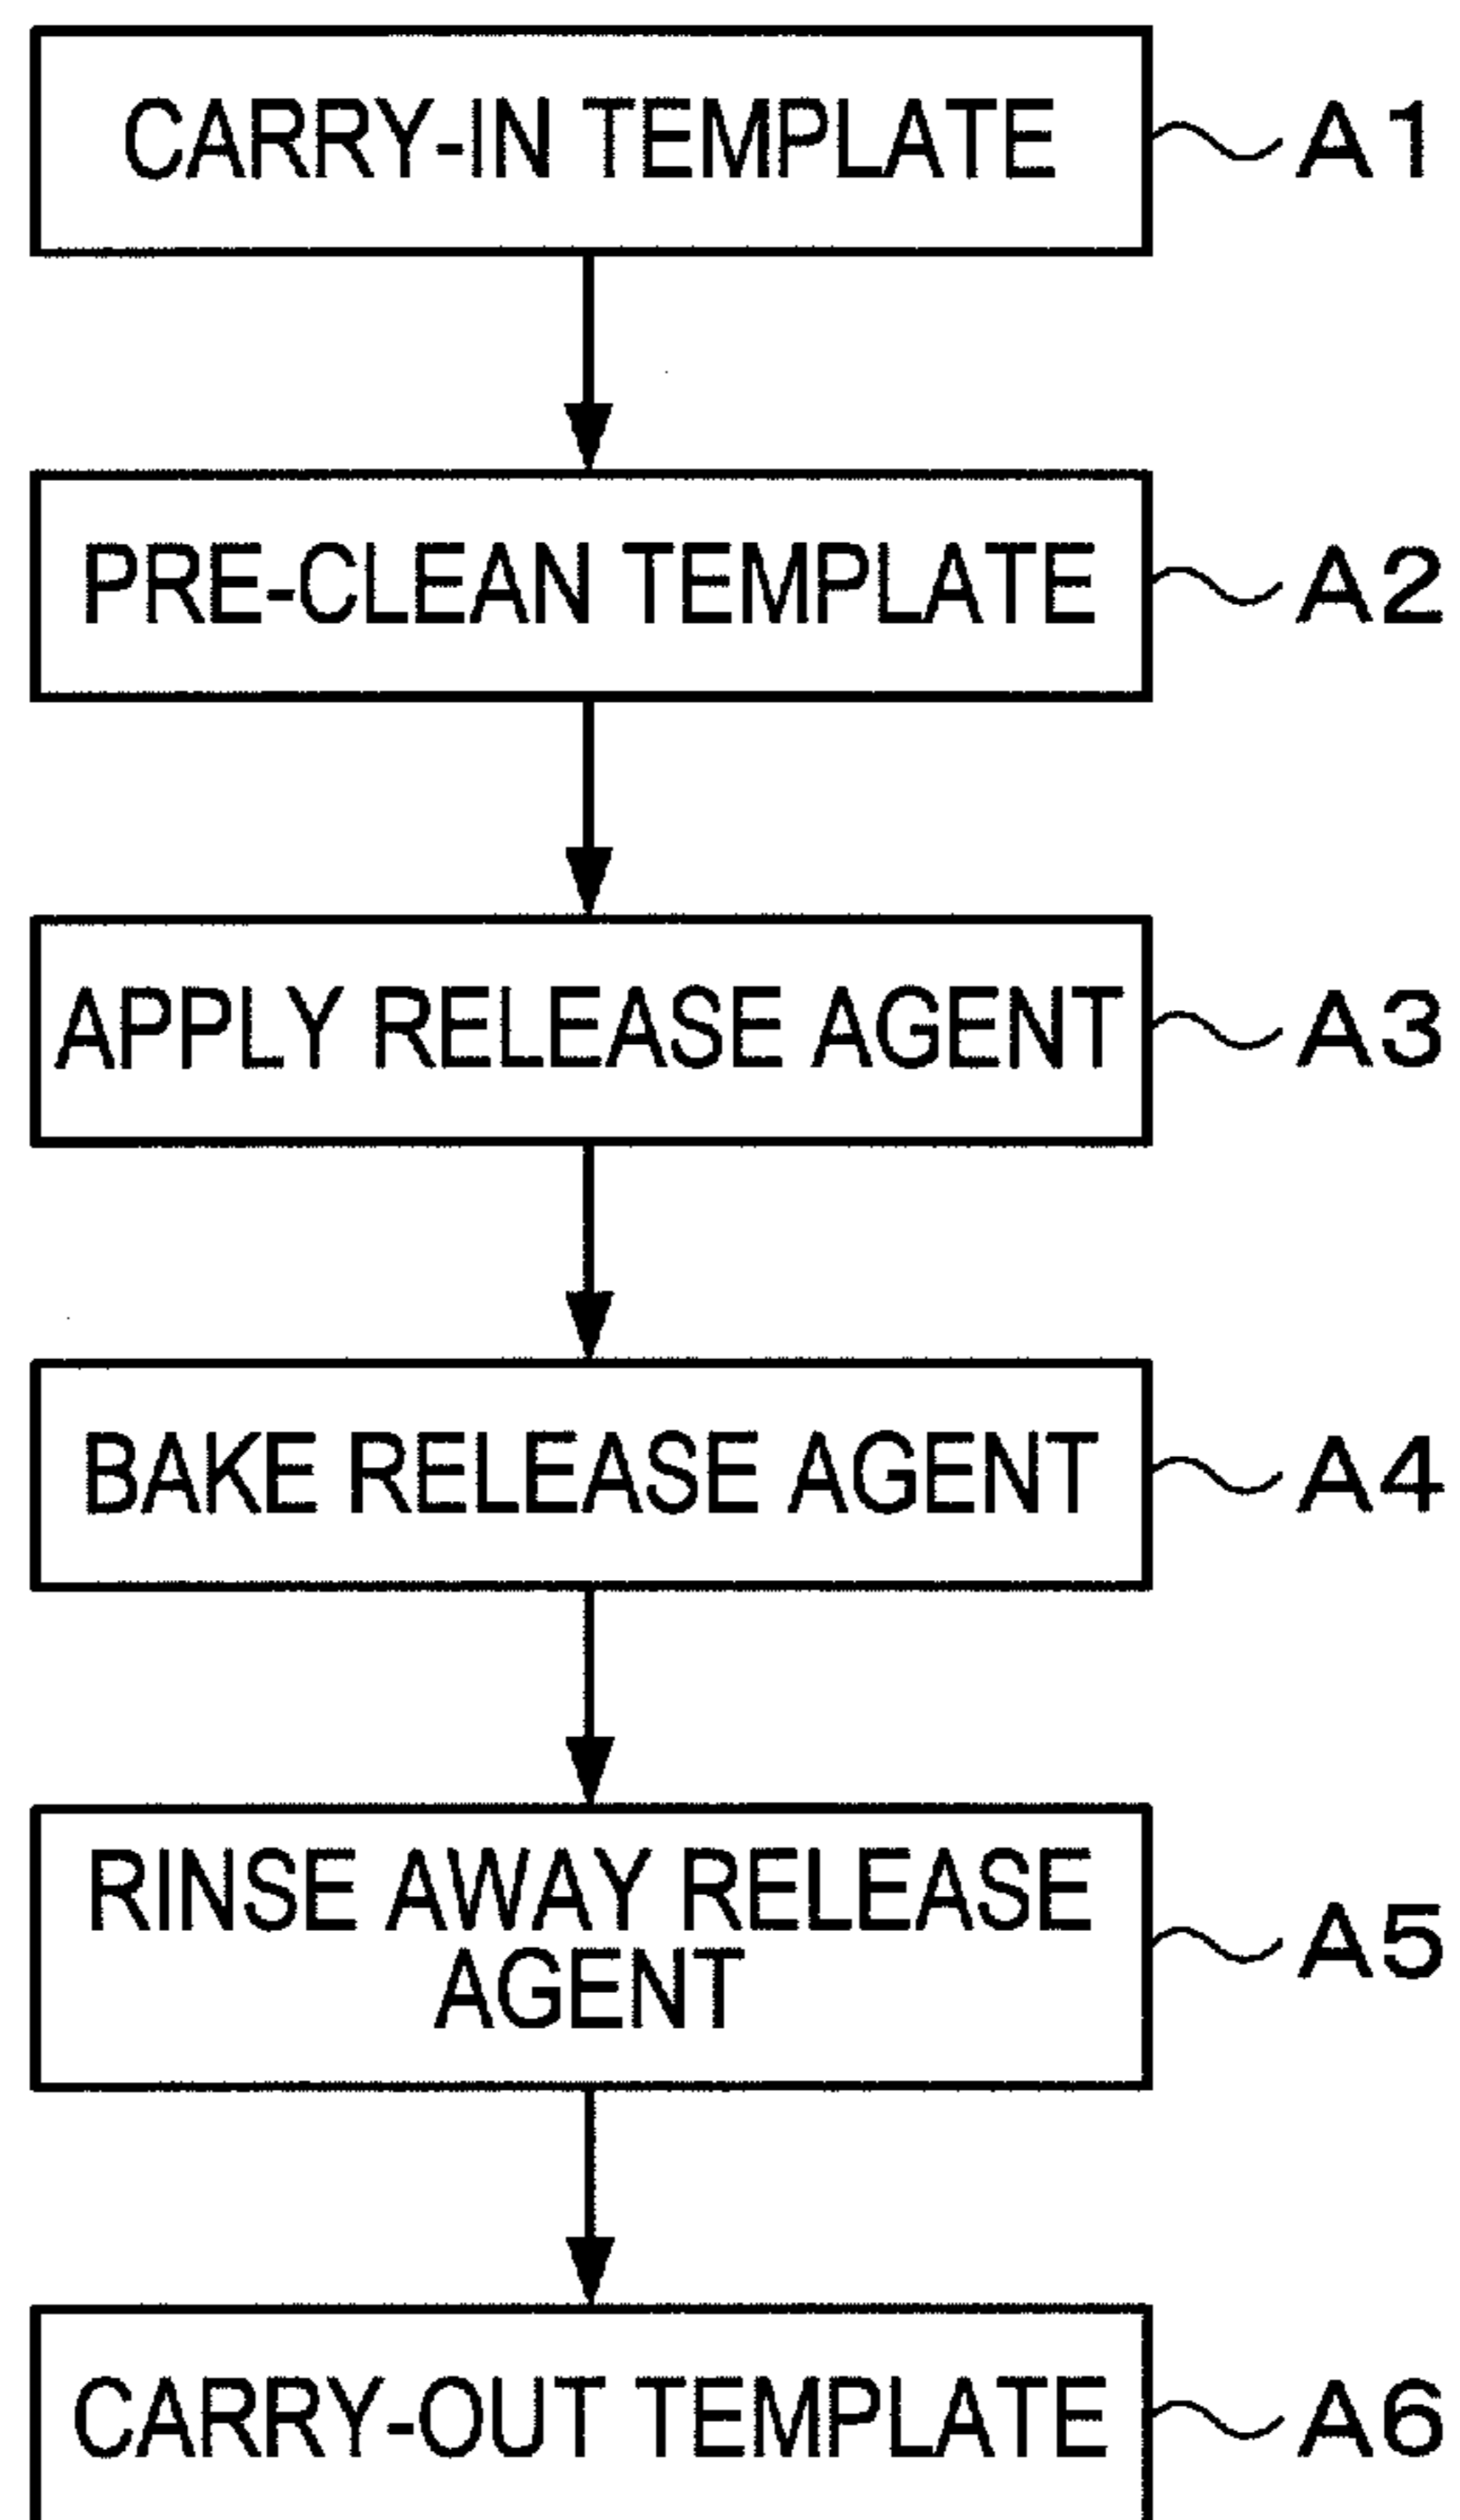 CARRY-IN TEMPLATE A1
PRE-CLEAN TEMPLATE A2
APPLY RELEASE AGENT A3
BAKE RELEASE AGENT A4
RINSE AWAY RELEASE
AGENT A5
CARRY-OUT TEMPLATE A6